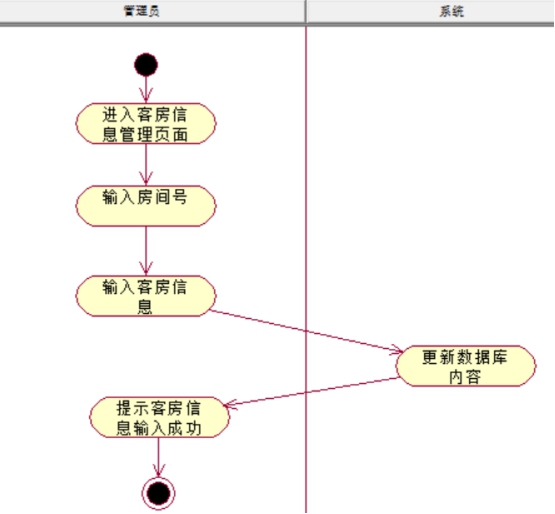 管理员
系统
进入客房信
息管理页面
输入房间号
输入客房信
息
更新数据库
内容
提示客房信
息输入成功